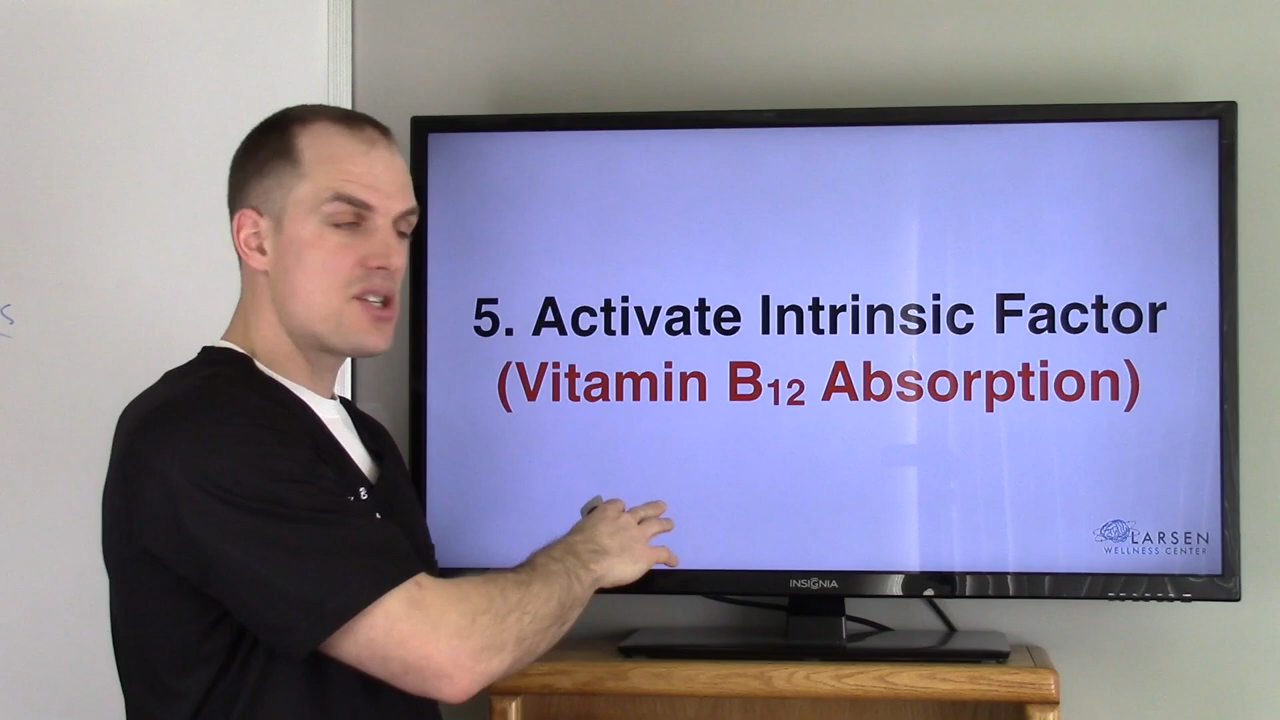 5. Activate Intrinsic Factor
(Vitamin B₁₂ Absorption)
LARSEN
WELLNESS CENTER
INSIGNIA